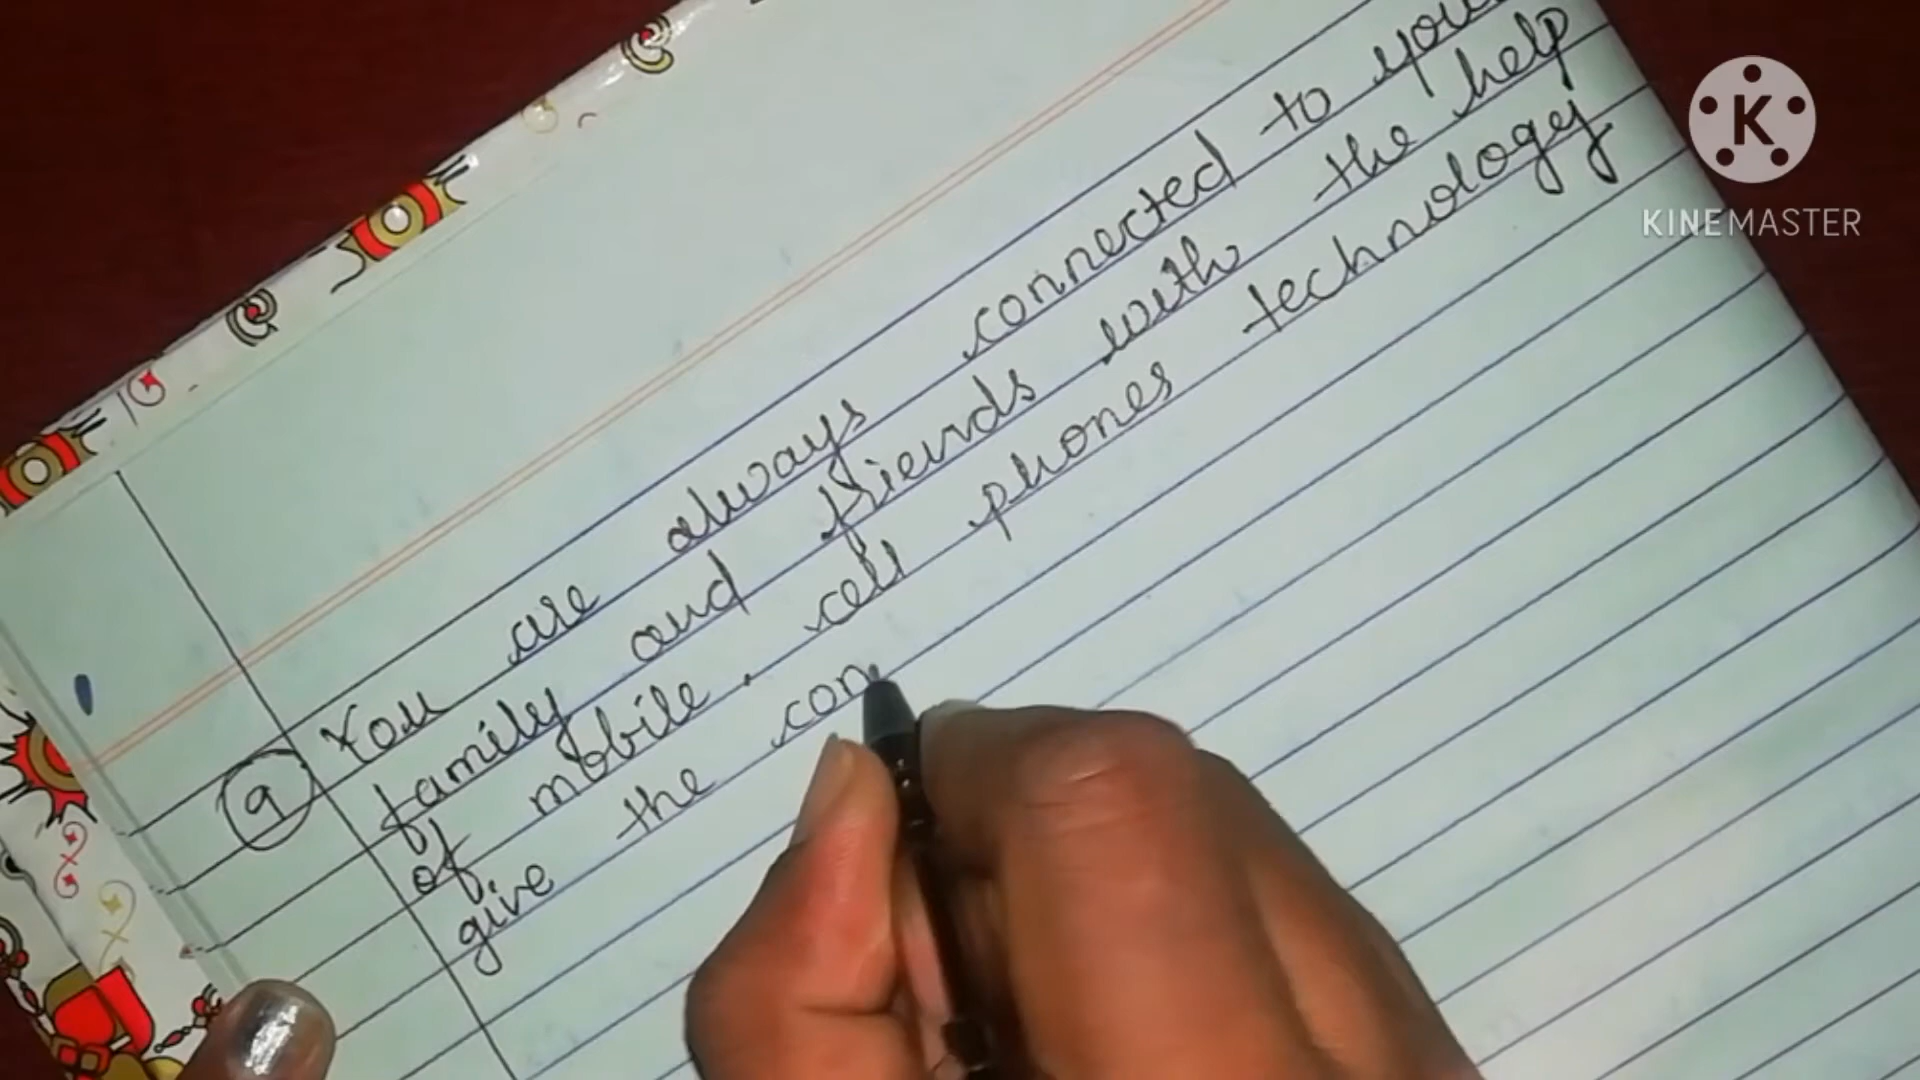 9 You are always connected to your
family and friends with the help
of mobile. cell phones technology
give the con
K
KINEMASTER